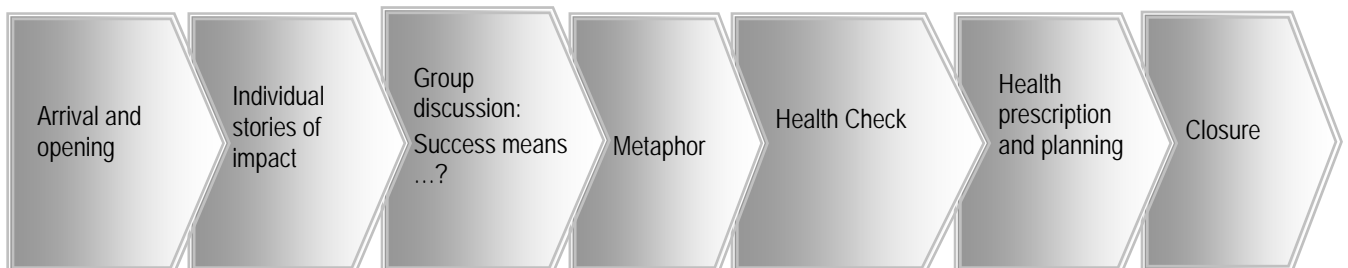 Arrival and
opening
Individual
stories of
impact
Group
discussion:
Success means
…?
Metaphor
Health Check
Health
prescription
and planning
Closure